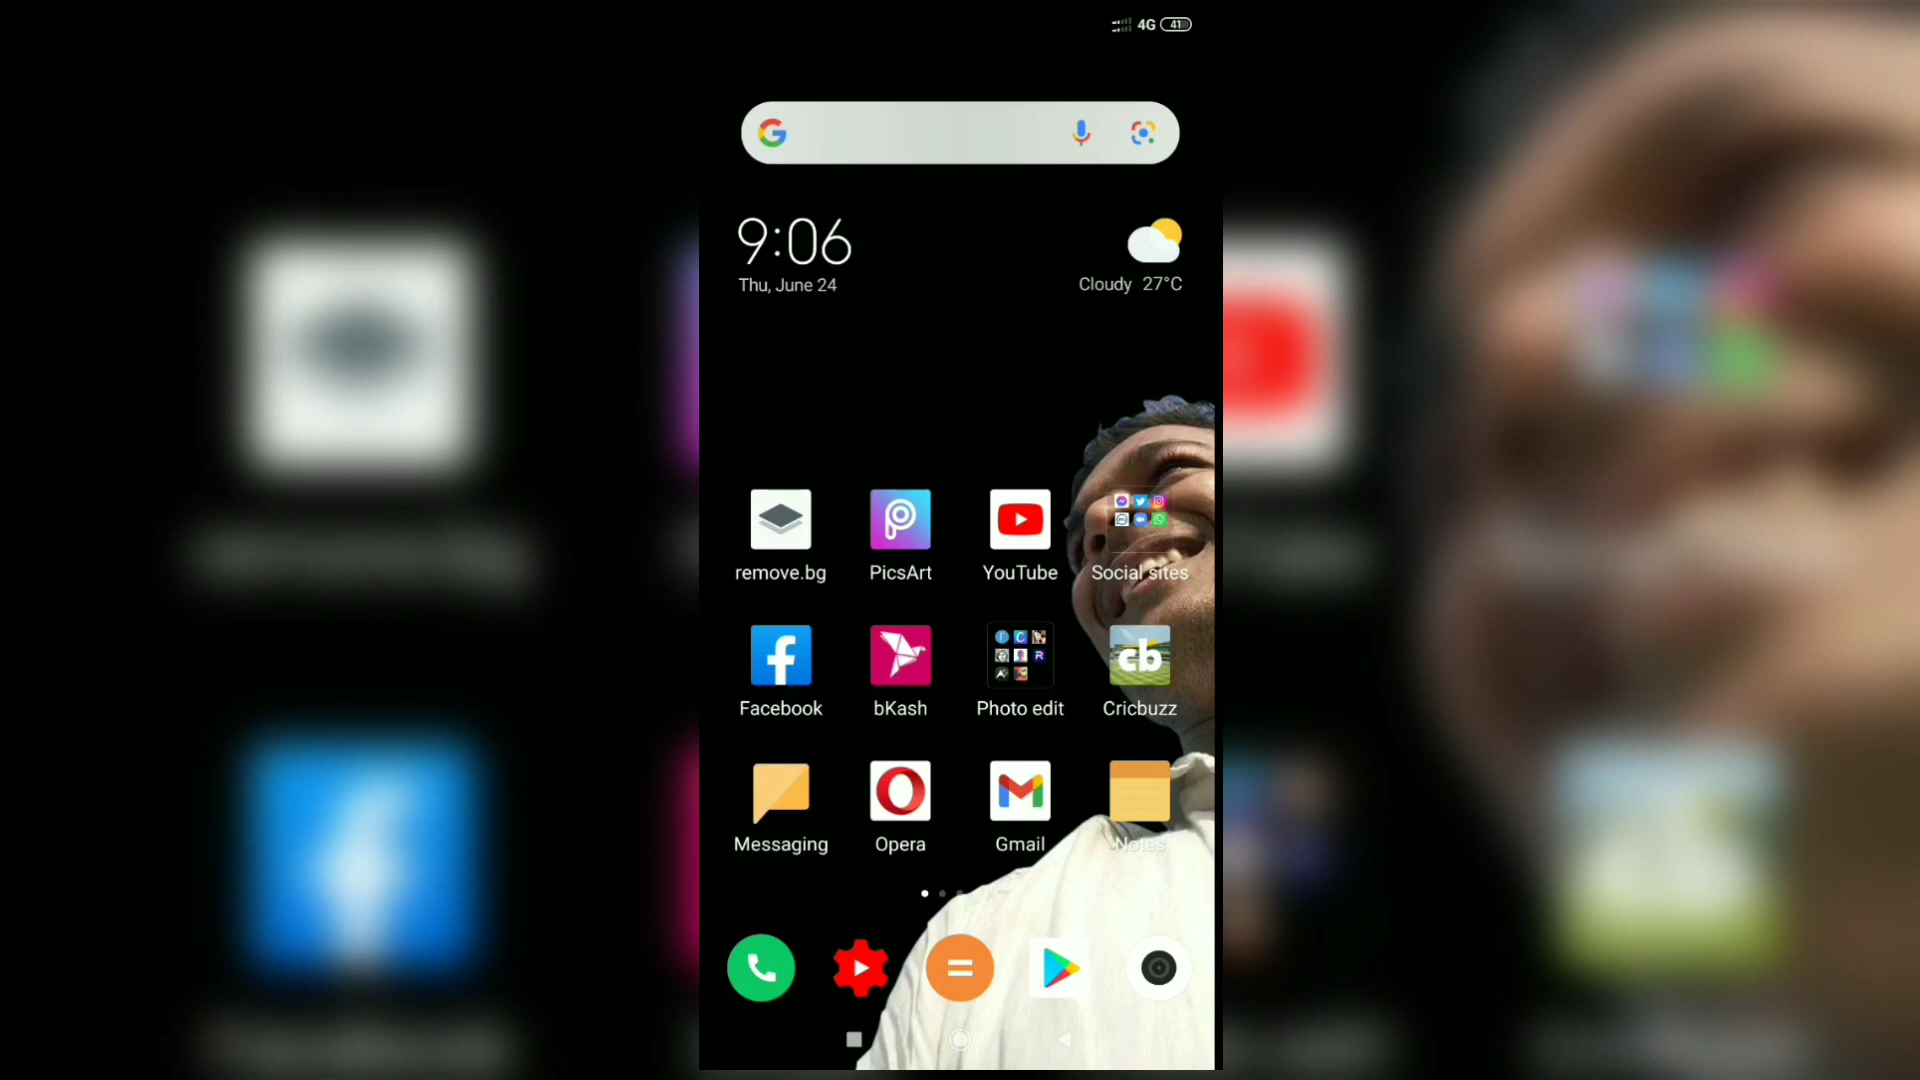 4G 41
9:06
Thu, June 24
Cloudy 27°C
remove.bg PicsArt YouTube Social sites
cb
Facebook bKash Photo edit Cricbuzz
Messaging Opera Gmail Notes